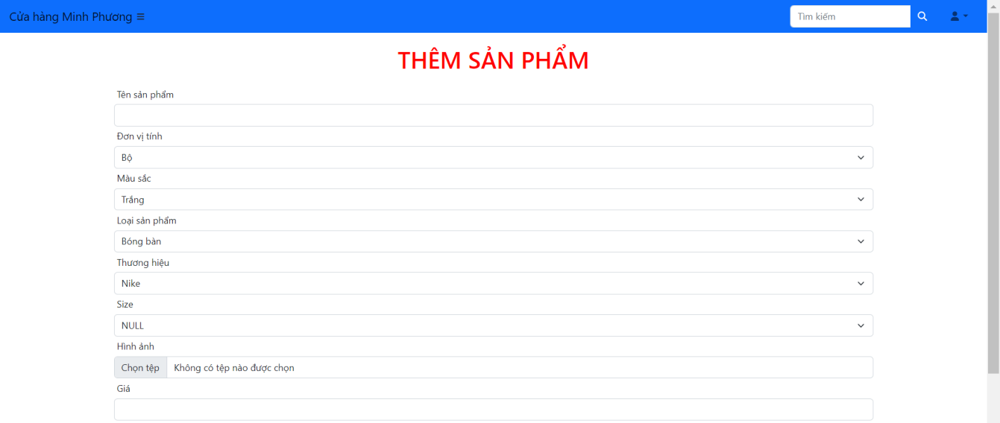 Cửa hàng Minh Phương
Tìm kiếm
THÊM SẢN PHẨM
Tên sản phẩm
Đơn vị tính
Bộ
Màu sắc
Trắng
Loại sản phẩm
Bóng bàn
Thương hiệu
Nike
Size
NULL
Hình ảnh
Chọn tệp Không có tệp nào được chọn
Giá